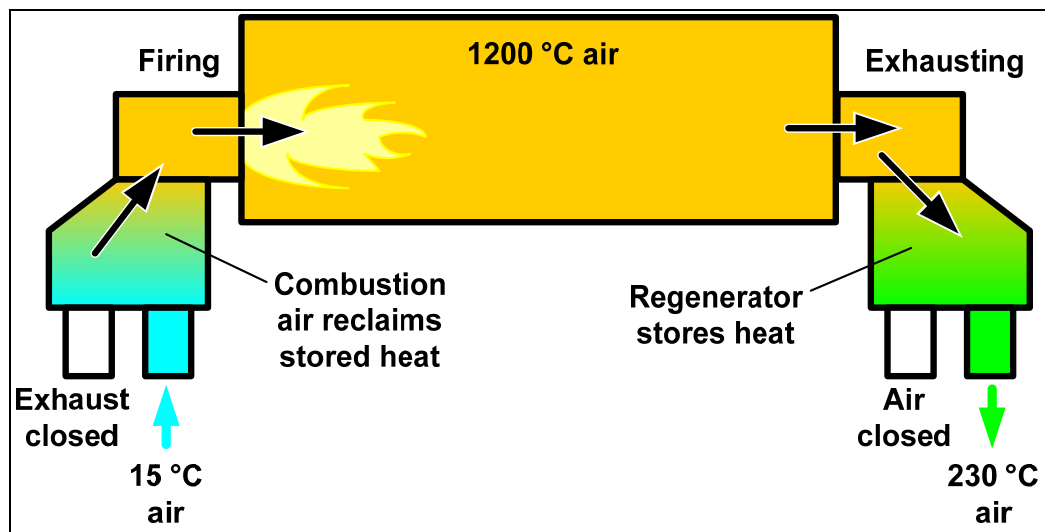 Firing
1200 °C air
Exhausting
Combustion
air reclaims
stored heat
Regenerator
stores heat
Exhaust
closed
15 °C
air
Air
closed
230 °C
air